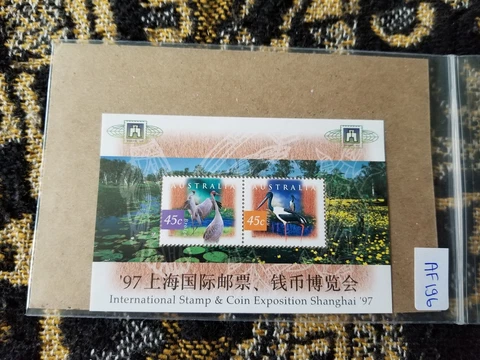 AUSTRALIA AUSTRALIA
45c 45c
'97上海国际邮票、钱币博览会
International Stamp & Coin Exposition Shanghai '97
AF196